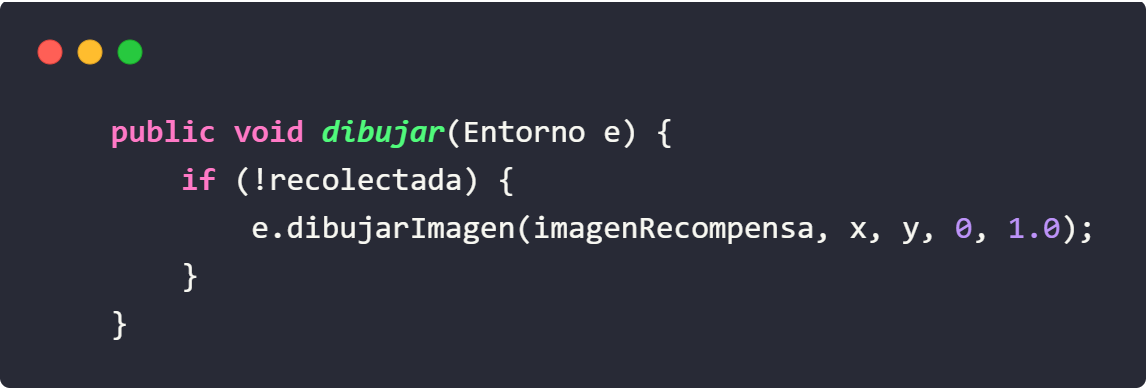 public void dibujar(Entorno e) {
    if (!recolectada) {
        e.dibujarImagen(imagenRecompensa, x, y, 0, 1.0);
    }
}